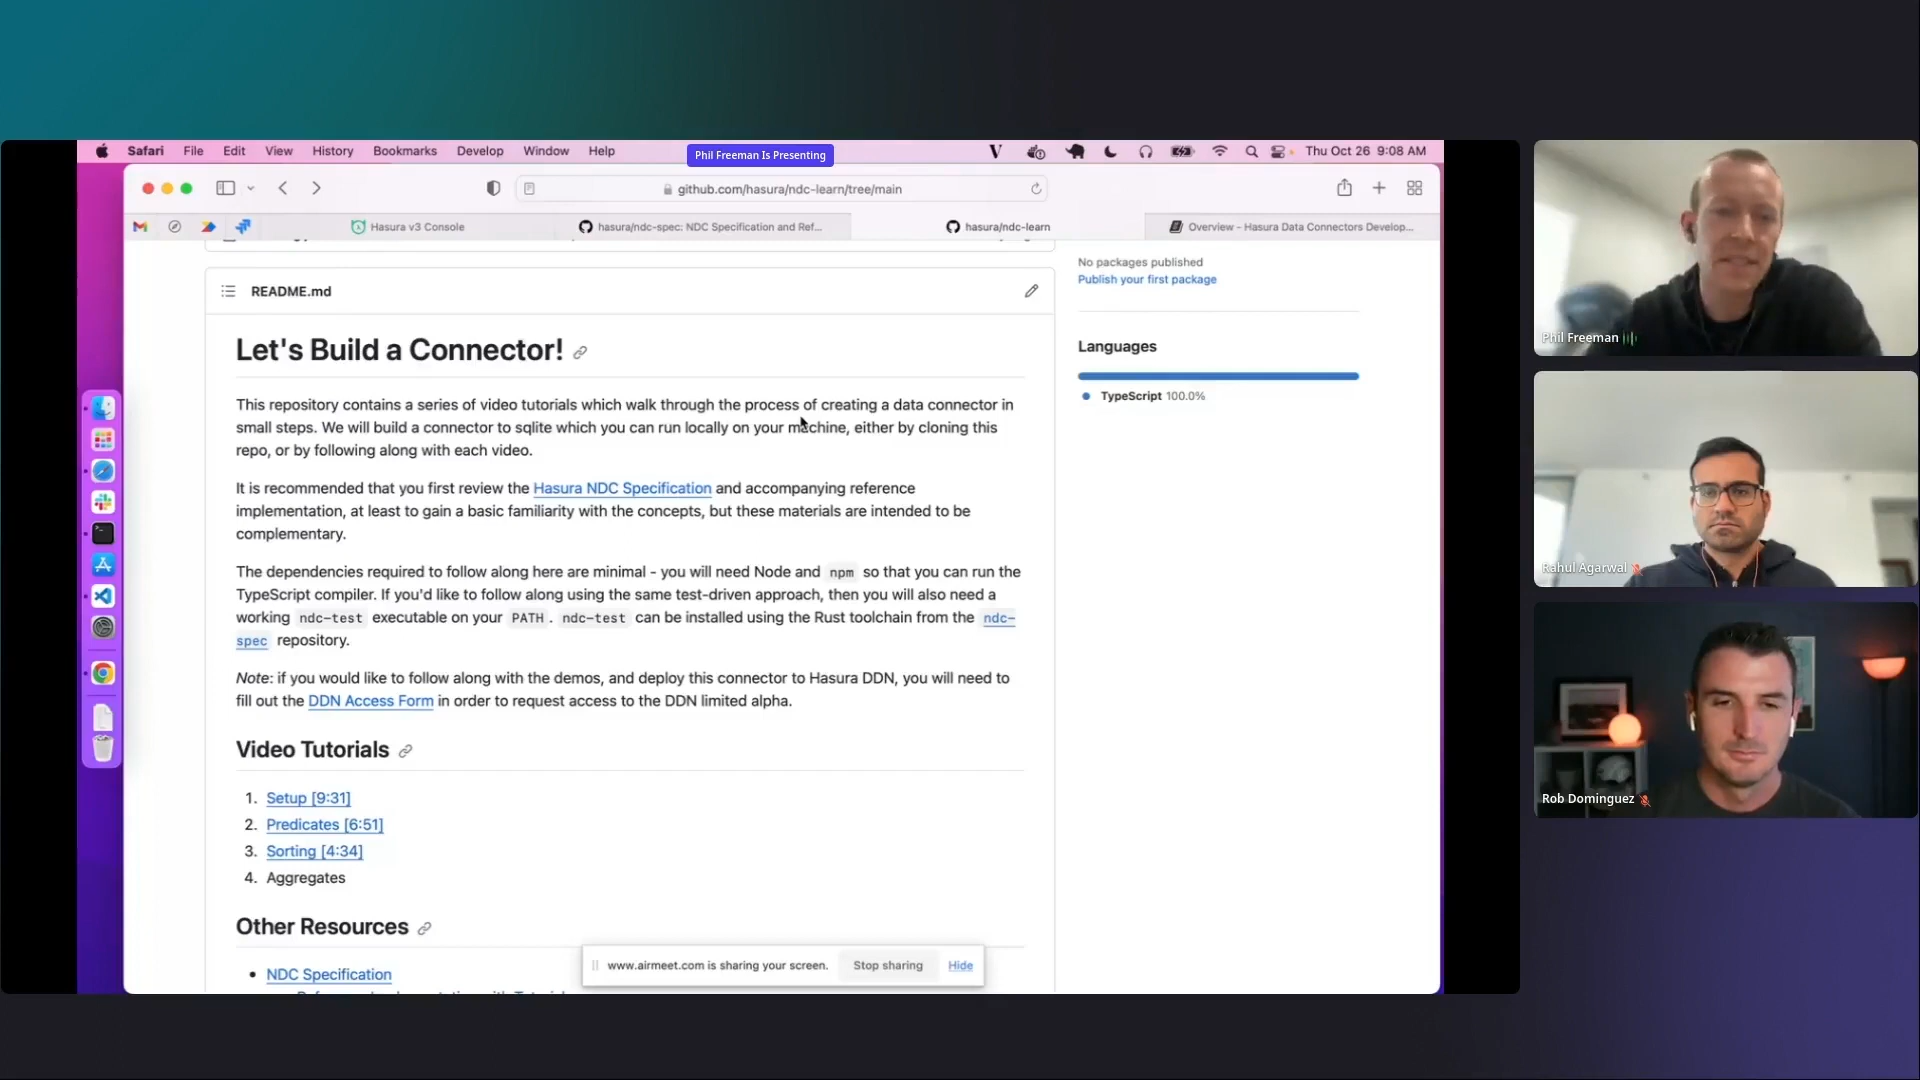 Safari File Edit View History Bookmarks Develop Window Help
Phil Freeman Is Presenting
Thu Oct 26 9:08 AM
github.com/hasura/ndc-learn/tree/main
Hasura v3 Console
hasura/ndc-spec: NDC Specification and Ref...
hasura/ndc-learn
Overview - Hasura Data Connectors Develop...
README.md
Let's Build a Connector!
This repository contains a series of video tutorials which walk through the process of creating a data connector in
small steps. We will build a connector to sqlite which you can run locally on your machine, either by cloning this
repo, or by following along with each video.
It is recommended that you first review the Hasura NDC Specification and accompanying reference
implementation, at least to gain a basic familiarity with the concepts, but these materials are intended to be
complementary.
The dependencies required to follow along here are minimal - you will need Node and npm so that you can run the
TypeScript compiler. If you'd like to follow along using the same test-driven approach, then you will also need a
working ndc-test executable on your PATH. ndc-test can be installed using the Rust toolchain from the ndc-
spec repository.
Note: if you would like to follow along with the demos, and deploy this connector to Hasura DDN, you will need to
fill out the DDN Access Form in order to request access to the DDN limited alpha.
Video Tutorials
1. Setup [9:31]
2. Predicates [6:51]
3. Sorting [4:34]
4. Aggregates
Other Resources
• NDC Specification
No packages published
Publish your first package
Languages
TypeScript 100.0%
www.airmeet.com is sharing your screen.
Stop sharing
Hide
Phil Freeman
Rahul Agarwal
Rob Dominguez